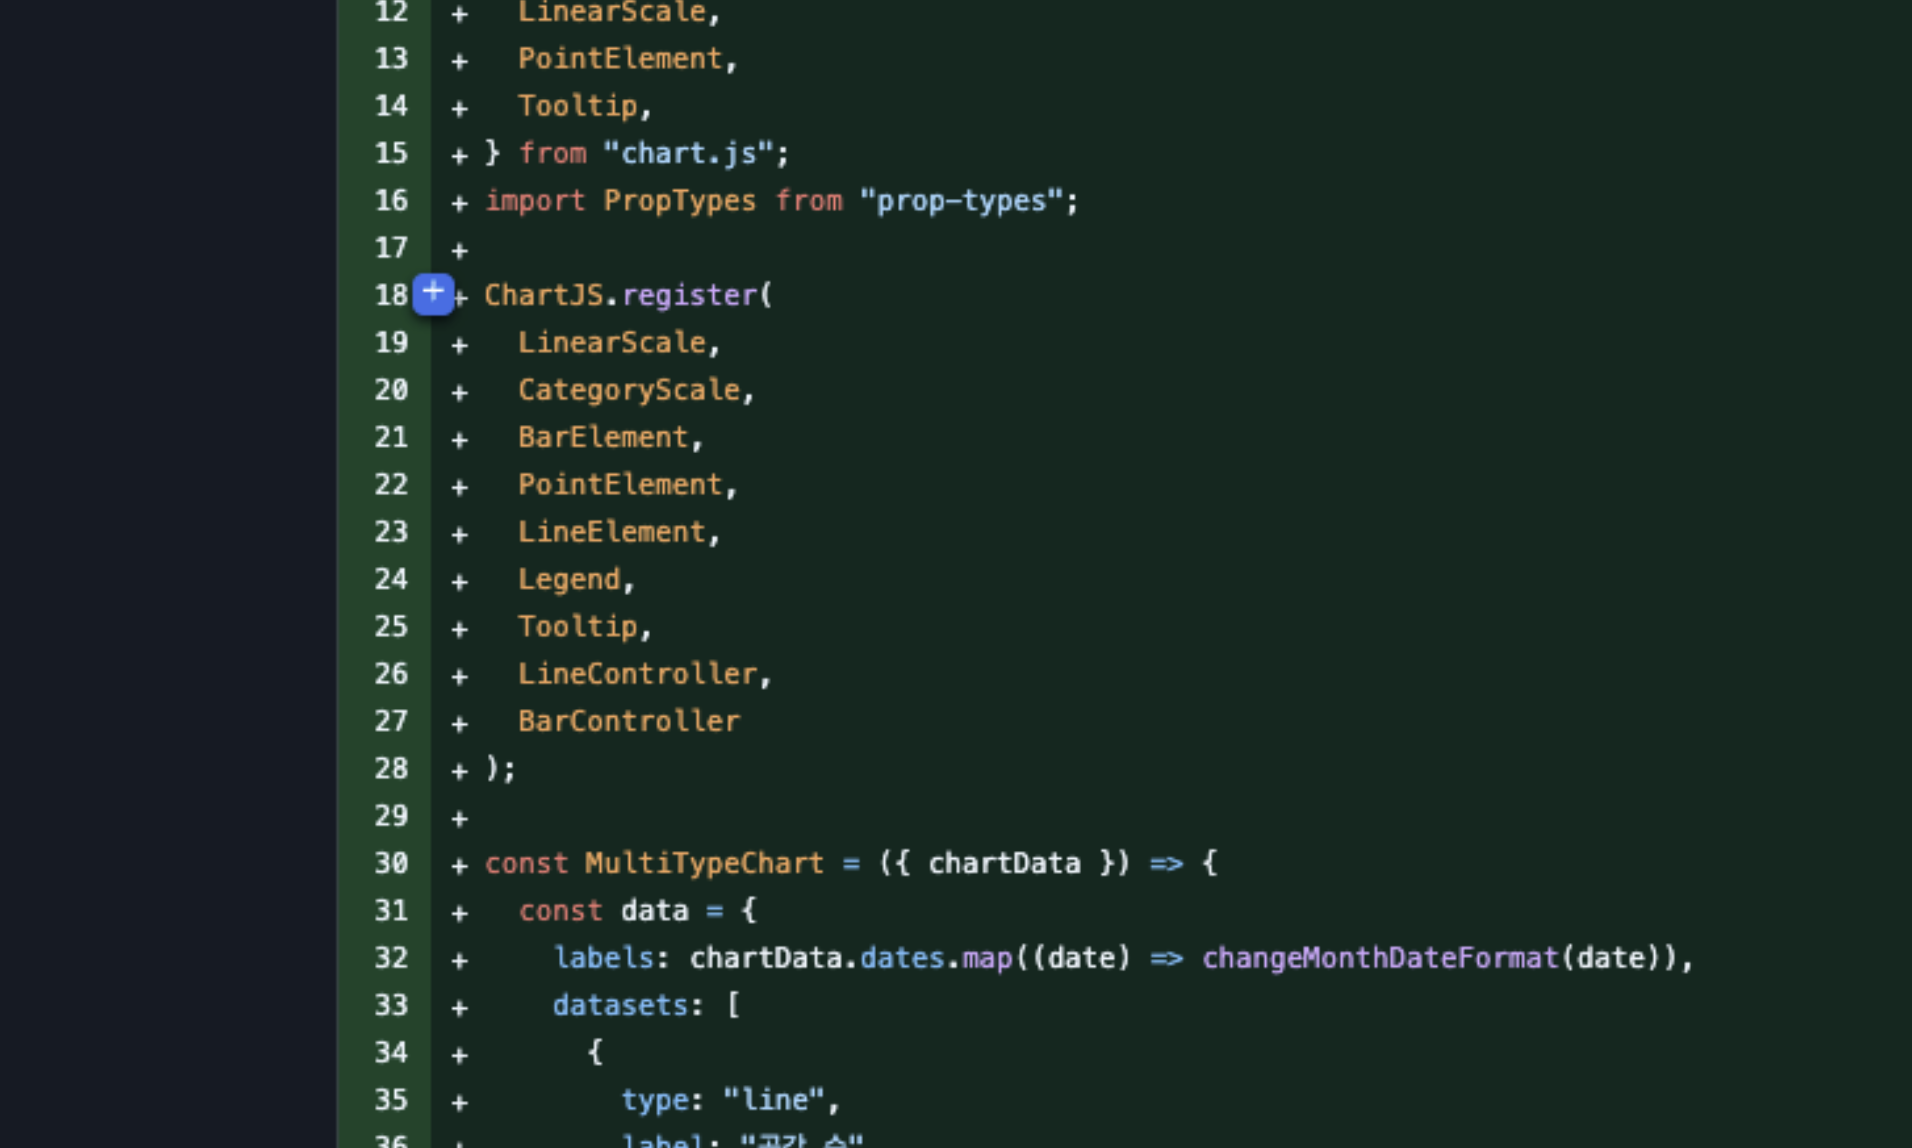 12 + LinearScale,
13 + PointElement,
14 + Tooltip,
15 + } from "chart.js";
16 + import PropTypes from "prop-types";
17 +
18 + + ChartJS.register(
19 + LinearScale,
20 + CategoryScale,
21 + BarElement,
22 + PointElement,
23 + LineElement,
24 + Legend,
25 + Tooltip,
26 + LineController,
27 + BarController
28 + );
29 +
30 + const MultiTypeChart = ({ chartData }) => {
31 + const data = {
32 + labels: chartData.dates.map((date) => changeMonthDateFormat(date)),
33 + datasets: [
34 + {
35 + type: "line",
36 + label: "공감 수"